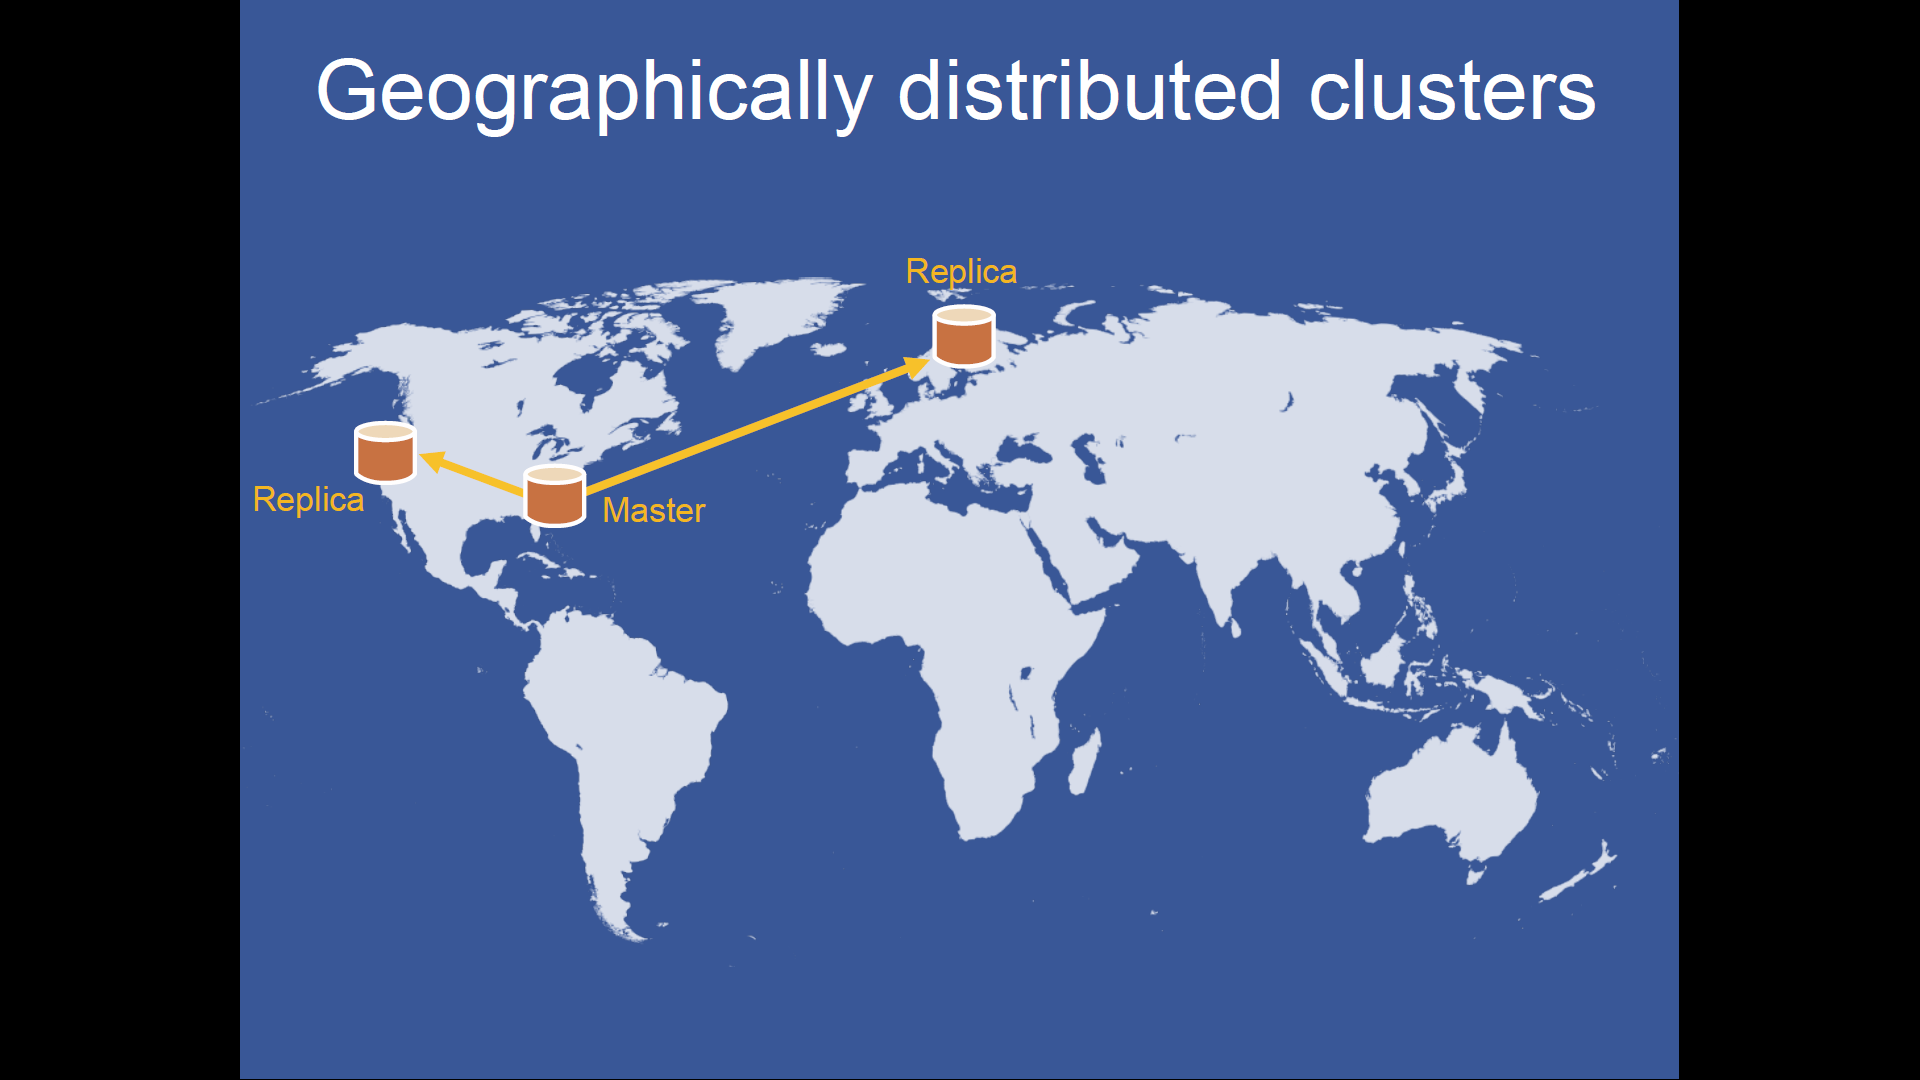 Geographically distributed clusters
Replica
Replica
Master